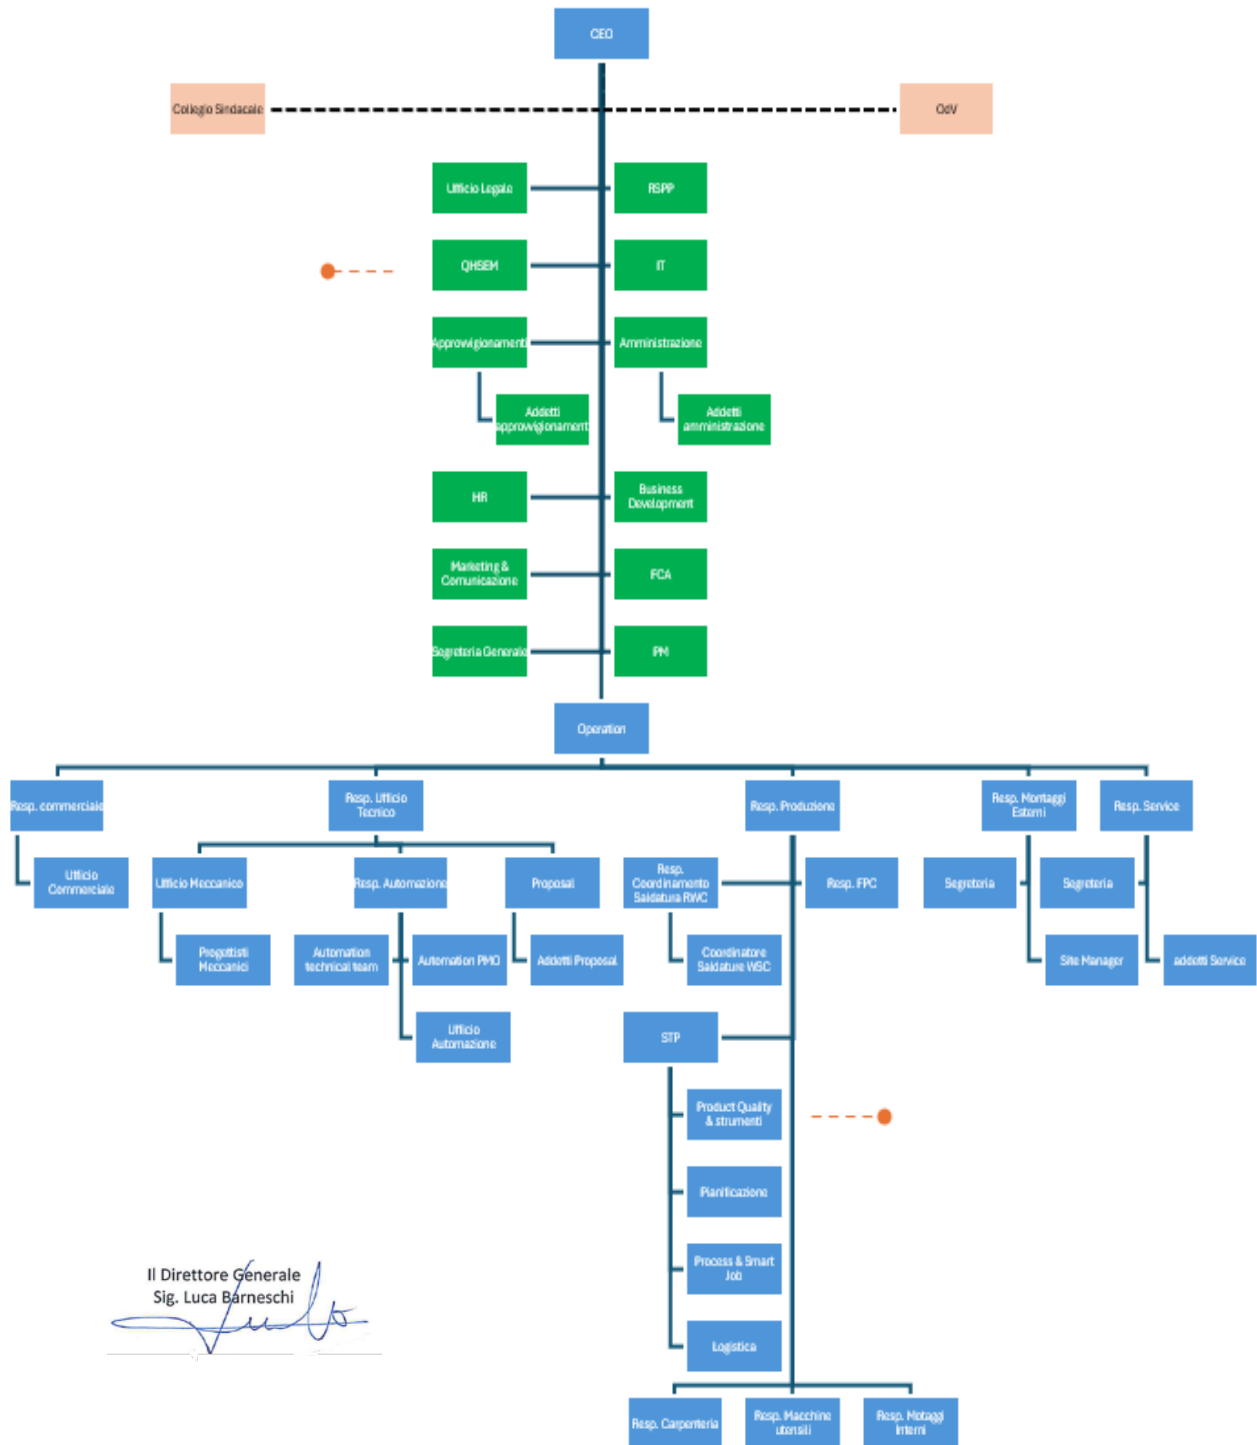 CEO
Collegio Sindacale
OdV
Ufficio Legale
RSPP
QHSEM
IT
Approvvigionamenti
Amministrazione
Addetti
approvvigionament
Addetti
amministrazione
HR
Business
Development
Marketing &
Comunicazione
FCA
Segreteria Generale
PM
Operation
Resp. commerciale
Resp. Ufficio
Tecnico
Resp. Produzione
Resp. Montaggi
Esterni
Resp. Service
Ufficio
Commerciale
Ufficio Meccanico
Resp. Automazione
Proposal
Resp.
Coordinamento
Saldatura RWC
Resp. FPC
Segreteria
Segreteria
Progettisti
Meccanici
Automation
technical team
Automation PMO
Addetti Proposal
Coordinatore
Saldature WSC
Site Manager
addetti Service
Ufficio
Automazione
STP
Product Quality
& strumenti
Pianificazione
Process & Smart
Job
Logistica
Il Direttore Generale
Sig. Luca Barneschi
Resp. Carpenteria
Resp. Macchine
utensili
Resp. Motaggi
Interni